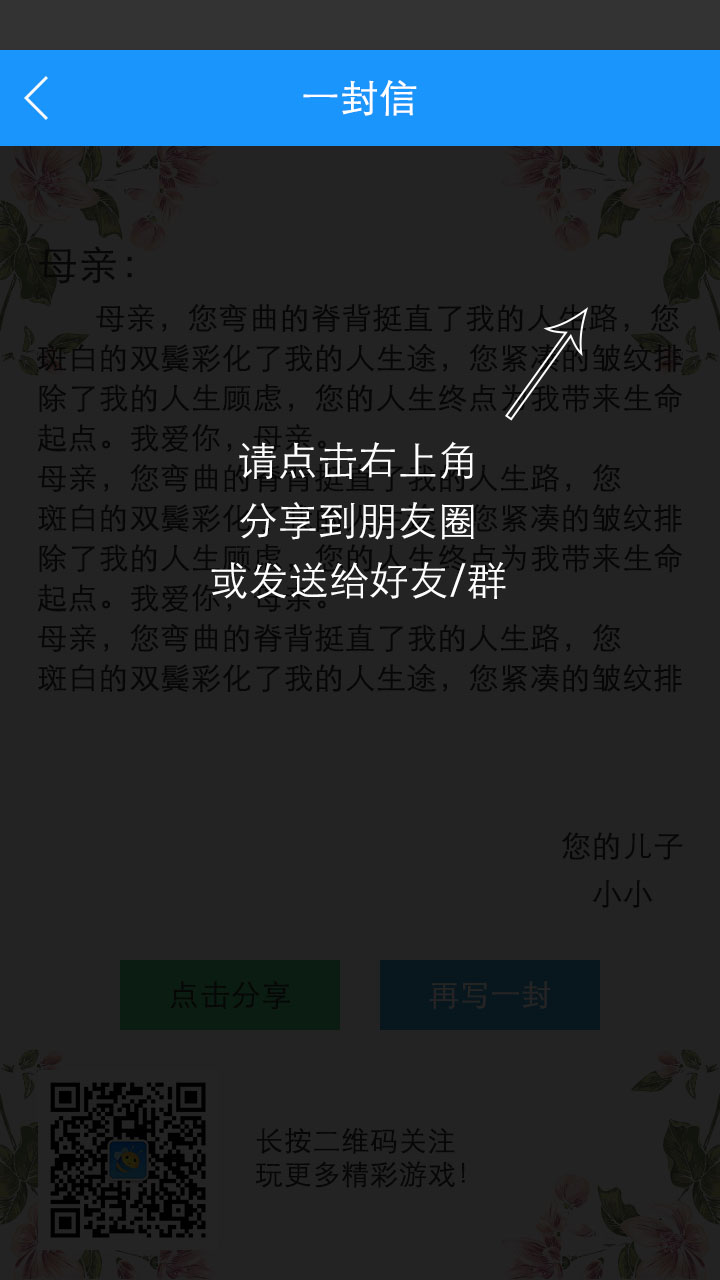 一封信
母亲：
母亲，您弯曲的脊背挺直了我的人生路，您
斑白的双鬓彩化了我的人生途，您紧凑的皱纹排
除了我的人生顾虑，您的人生终点为我带来生命
起点。我爱你，母亲。
母亲，您弯曲的脊背挺直了我的人生路，您
斑白的双鬓彩化了我的人生途，您紧凑的皱纹排
除了我的人生顾虑，您的人生终点为我带来生命
起点。我爱你，母亲。
母亲，您弯曲的脊背挺直了我的人生路，您
斑白的双鬓彩化了我的人生途，您紧凑的皱纹排
请点击右上角
分享到朋友圈
或发送给好友/群
您的儿子
小小
点击分享
再写一封
长按二维码关注
玩更多精彩游戏！